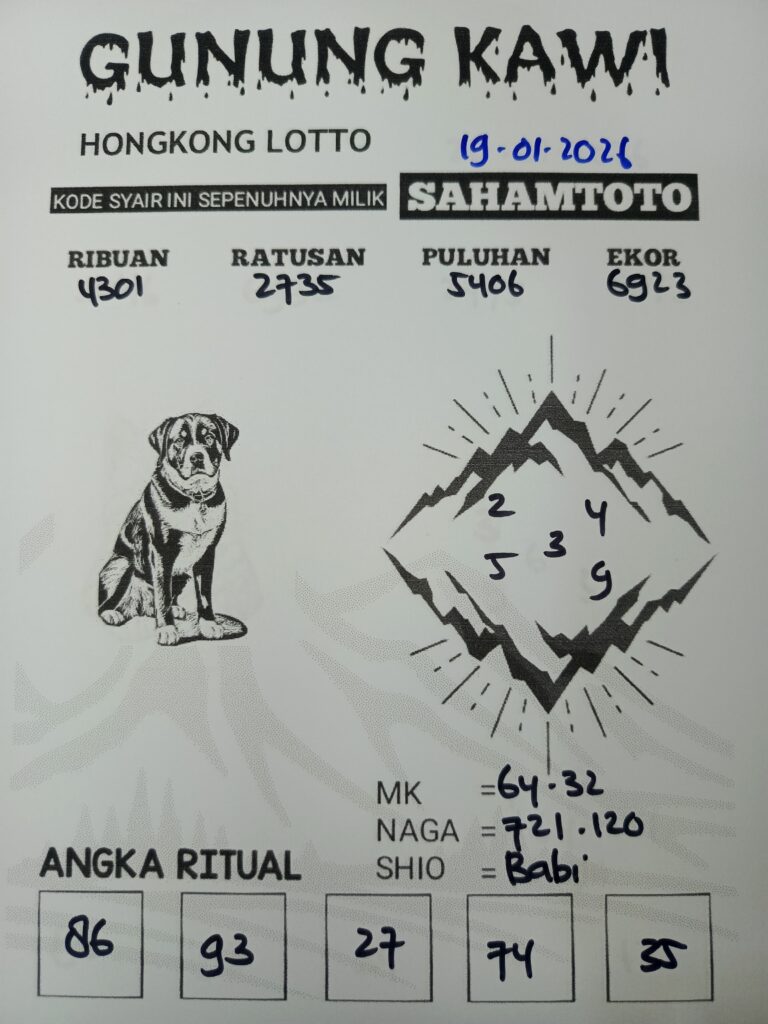 GUNUNG KAWI
HONGKONG LOTTO 19-01-2026
KODE SYAIR INI SEPENUHNYA MILIK SAHAMTOTO
RIBUAN RATUSAN PULUHAN EKOR
4301 2735 5406 6923
2 4
3
5 9
MK =64.32
NAGA =721.120
SHIO =Babi
ANGKA RITUAL
86 93 27 74 35